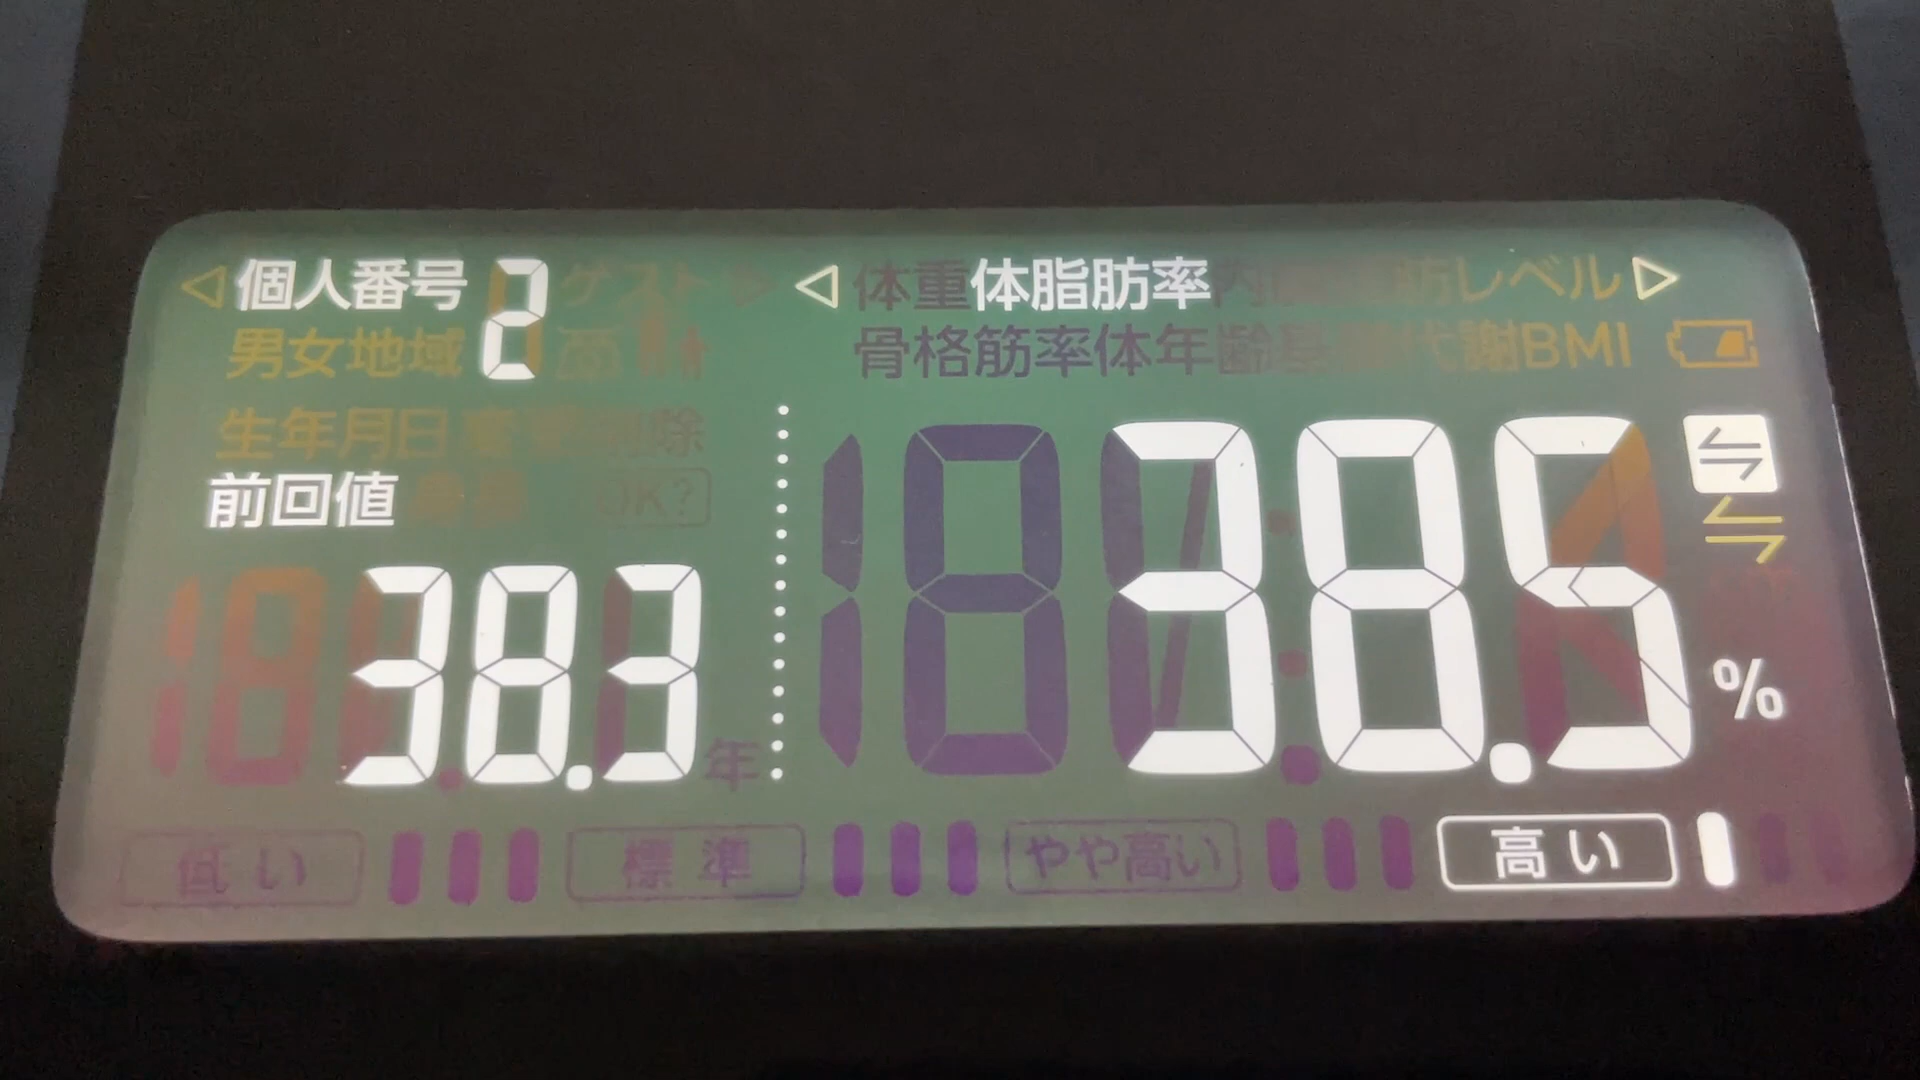 個人番号 2
体重 体脂肪率 内臓脂肪レベル
男女地域
骨格筋率体年齢基礎代謝BMI
生年月日
前回値
OK?
38.3
年
38.5
%
低い
標準
やや高い
高い